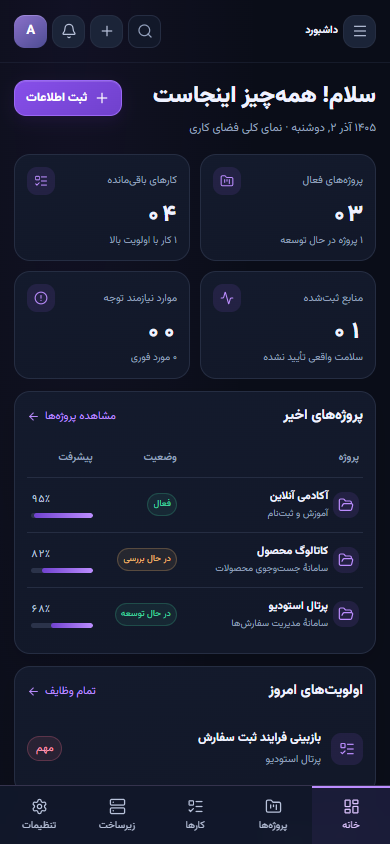 داشبورد
A
سلام! همه‌چیز اینجاست
ثبت اطلاعات
۱۴۰۵ آذر ۲, دوشنبه · نمای کلی فضای کاری
پروژه‌های فعال
۰۳
۱ پروژه در حال توسعه
کارهای باقی‌مانده
۰۴
۱ کار با اولویت بالا
منابع ثبت‌شده
۰۱
سلامت واقعی تأیید نشده
موارد نیازمند توجه
۰۰
۰ مورد فوری
پروژه‌های اخیر
مشاهده پروژه‌ها
پروژه وضعیت پیشرفت
آکادمی آنلاین فعال ۹۵٪
آموزش و ثبت‌نام
کاتالوگ محصول در حال بررسی ۸۲٪
سامانهٔ جست‌وجوی محصولات
پرتال استودیو در حال توسعه ۶۸٪
سامانهٔ مدیریت سفارش‌ها
اولویت‌های امروز
تمام وظایف
بازبینی فرایند ثبت سفارش
پرتال استودیو
مهم
خانه
پروژه‌ها
کارها
زیرساخت
تنظیمات